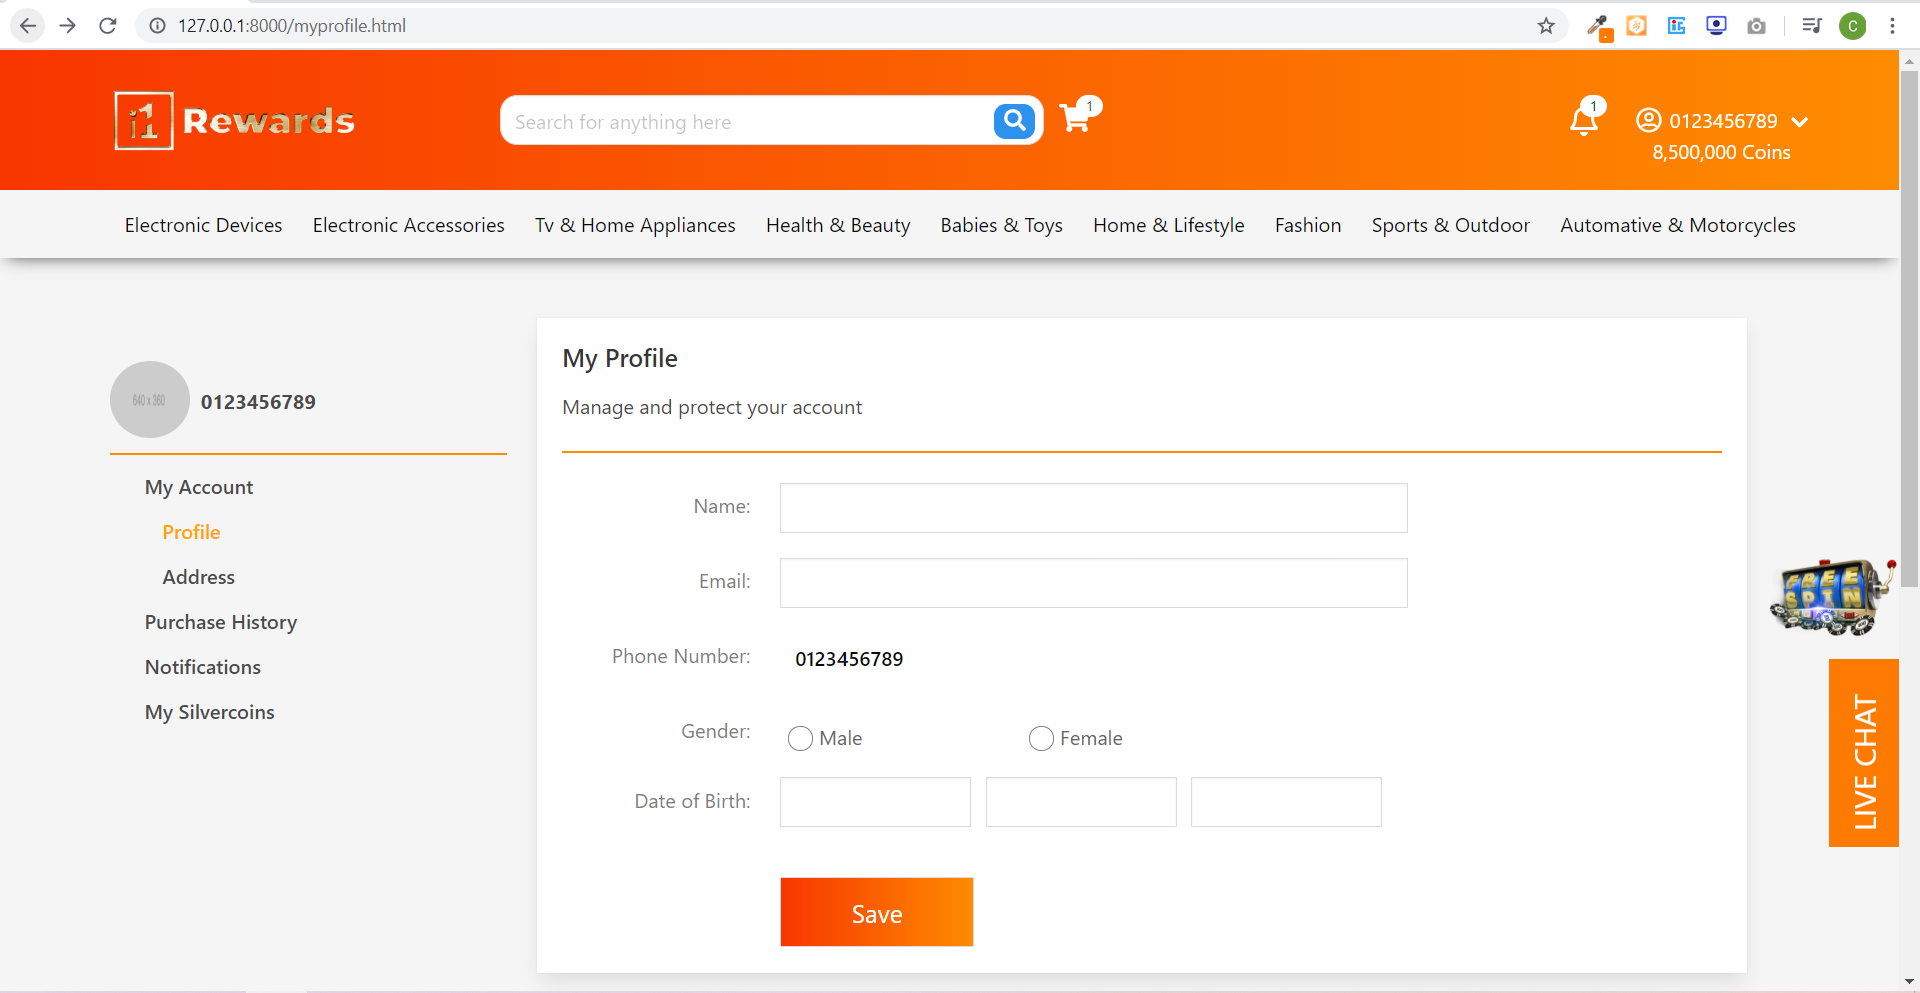 127.0.0.1:8000/myprofile.html
C
i1 Rewards
Search for anything here
1
1
0123456789
8,500,000 Coins
Electronic Devices Electronic Accessories Tv & Home Appliances Health & Beauty Babies & Toys Home & Lifestyle Fashion Sports & Outdoor Automative & Motorcycles
640 x 360
0123456789
My Account
Profile
Address
Purchase History
Notifications
My Silvercoins
My Profile
Manage and protect your account
Name:
Email:
Phone Number: 0123456789
Gender: Male Female
Date of Birth:
Save
FREE
SPIN
LIVE CHAT